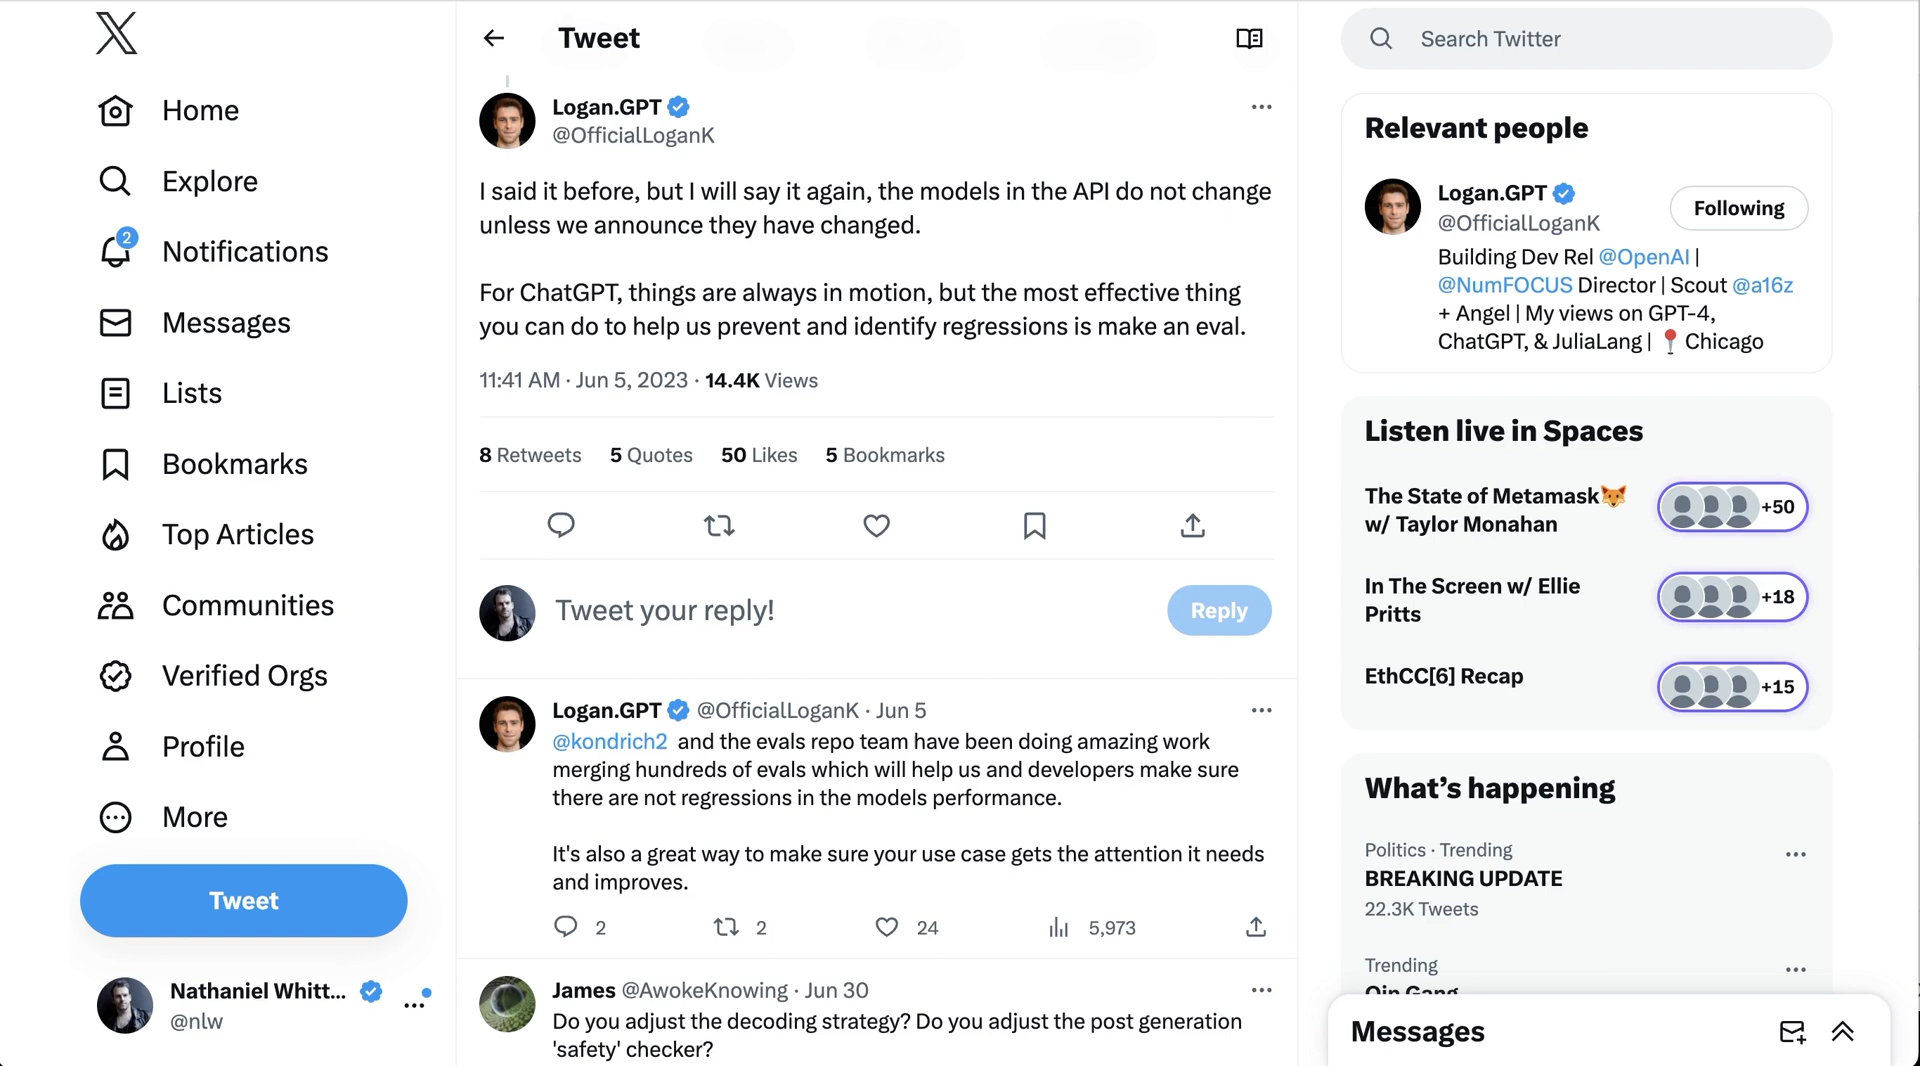 Home
Explore
2
Notifications
Messages
Lists
Bookmarks
Top Articles
Communities
Verified Orgs
Profile
More
Tweet
Nathaniel Whitt...
@nlw
Tweet
Logan.GPT
@OfficialLoganK
I said it before, but I will say it again, the models in the API do not change
unless we announce they have changed.
For ChatGPT, things are always in motion, but the most effective thing
you can do to help us prevent and identify regressions is make an eval.
11:41 AM · Jun 5, 2023 · 14.4K Views
8 Retweets 5 Quotes 50 Likes 5 Bookmarks
Tweet your reply!
Reply
Logan.GPT @OfficialLoganK · Jun 5
@kondrich2 and the evals repo team have been doing amazing work
merging hundreds of evals which will help us and developers make sure
there are not regressions in the models performance.
It's also a great way to make sure your use case gets the attention it needs
and improves.
2 2 24 5,973
James @AwokeKnowing · Jun 30
Do you adjust the decoding strategy? Do you adjust the post generation
'safety' checker?
Search Twitter
Relevant people
Logan.GPT
@OfficialLoganK
Following
Building Dev Rel @OpenAI |
@NumFOCUS Director | Scout @a16z
+ Angel | My views on GPT-4,
ChatGPT, & JuliaLang | 📍 Chicago
Listen live in Spaces
The State of Metamask🦊
w/ Taylor Monahan
+50
In The Screen w/ Ellie
Pritts
+18
EthCC[6] Recap
+15
What's happening
Politics · Trending
BREAKING UPDATE
22.3K Tweets
Trending
Messages